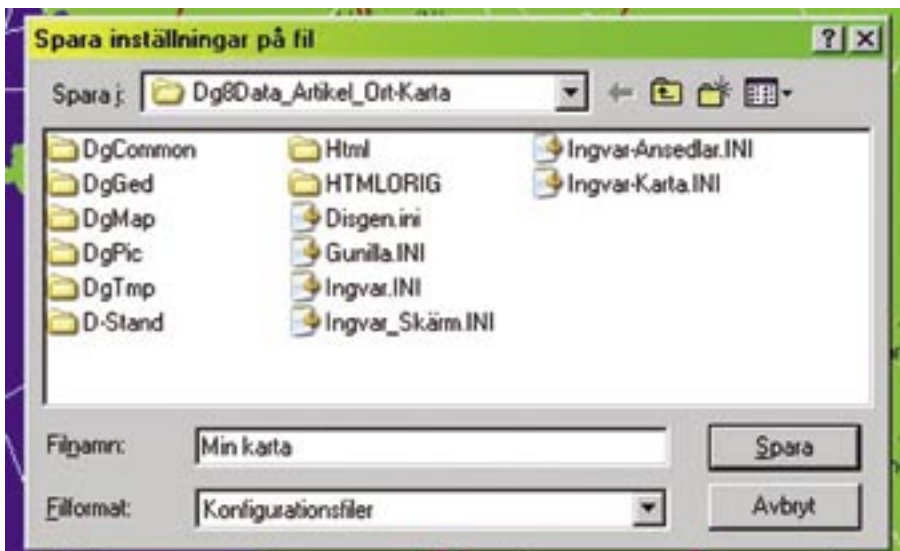 Spara inställningar på fil
Spara i: Dg8Data_Artikel_Ort-Karta
DgCommon
DgGed
DgMap
DgPic
DgTmp
D-Stand
Html
HTMLORIG
Disgen.ini
Gunilla.INI
Ingvar.INI
Ingvar_Skärm.INI
Ingvar-Ansedlar.INI
Ingvar-Karta.INI
Filnamn: Min karta
Spara
Filformat: Konfigurationsfiler
Avbryt